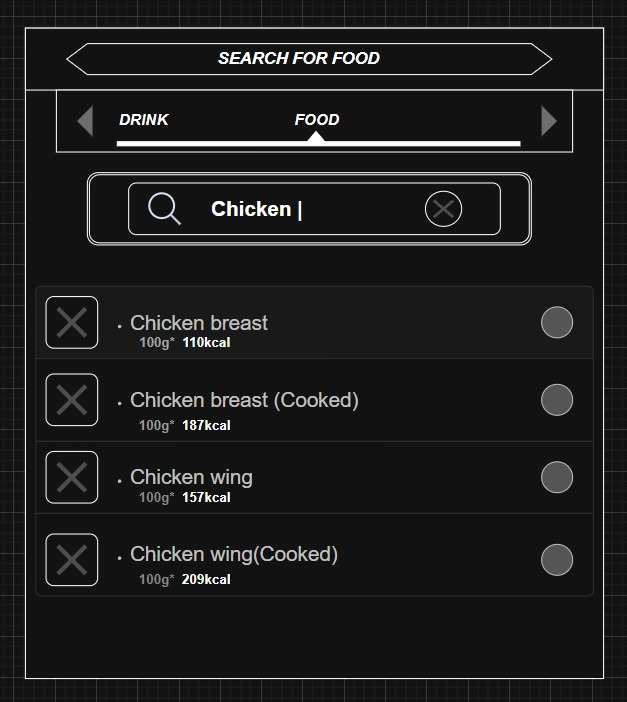 SEARCH FOR FOOD
DRINK FOOD
Chicken |
. Chicken breast
100g* 110kcal
. Chicken breast (Cooked)
100g* 187kcal
. Chicken wing
100g* 157kcal
. Chicken wing(Cooked)
100g* 209kcal